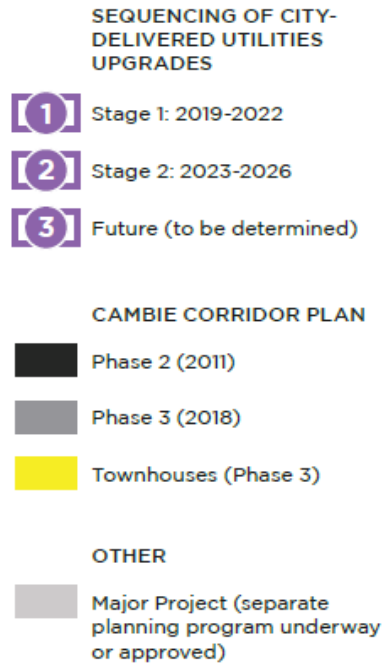 SEQUENCING OF CITY-
DELIVERED UTILITIES
UPGRADES
1 Stage 1: 2019-2022
2 Stage 2: 2023-2026
3 Future (to be determined)
CAMBIE CORRIDOR PLAN
Phase 2 (2011)
Phase 3 (2018)
Townhouses (Phase 3)
OTHER
Major Project (separate
planning program underway
or approved)